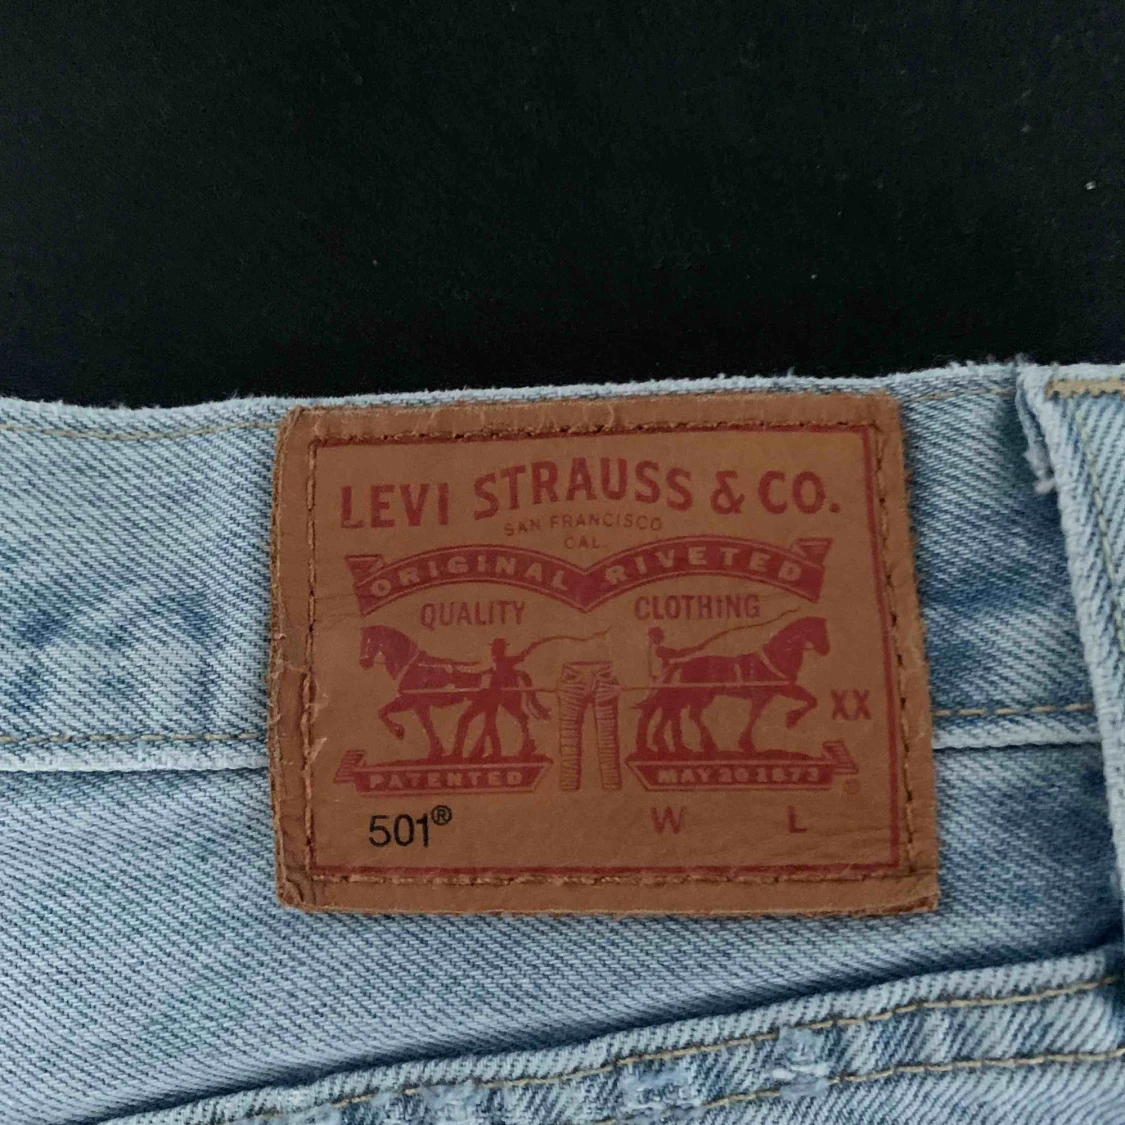 LEVI STRAUSS & CO.
SAN FRANCISCO
CAL.
ORIGINAL RIVETED
QUALITY CLOTHING
XX
PATENTED MAY 20 1873
501® W L